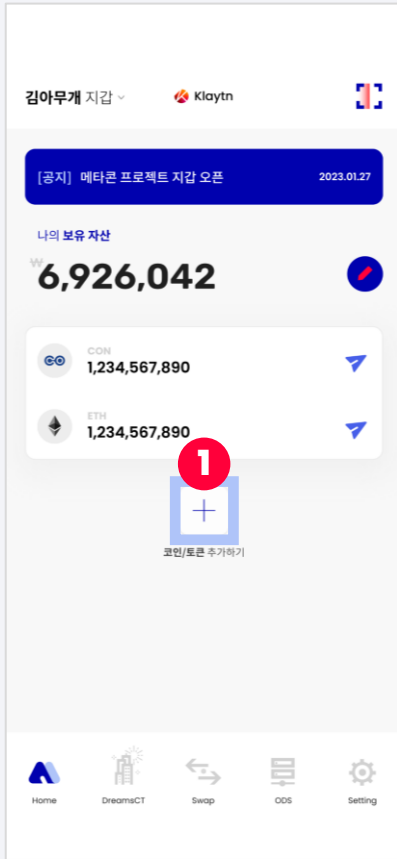 김아무개 지갑
Klaytn
[공지] 메타콘 프로젝트 지갑 오픈 2023.01.27
나의 보유 자산
₩6,926,042
CON
1,234,567,890
ETH
1,234,567,890
1
코인/토큰 추가하기
Home DreamsCT Swap ODS Setting